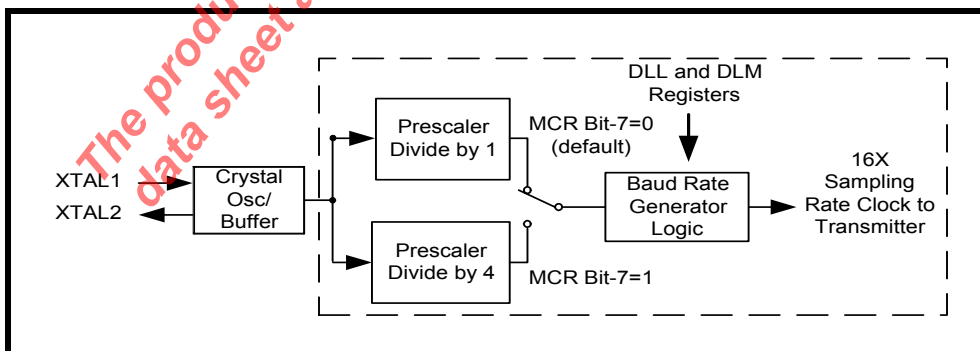 The produ
data sheet a
DLL and DLM
Registers
Prescaler
Divide by 1
MCR Bit-7=0
(default)
XTAL1
XTAL2
Crystal
Osc/
Buffer
Baud Rate
Generator
Logic
16X
Sampling
Rate Clock to
Transmitter
Prescaler
Divide by 4
MCR Bit-7=1